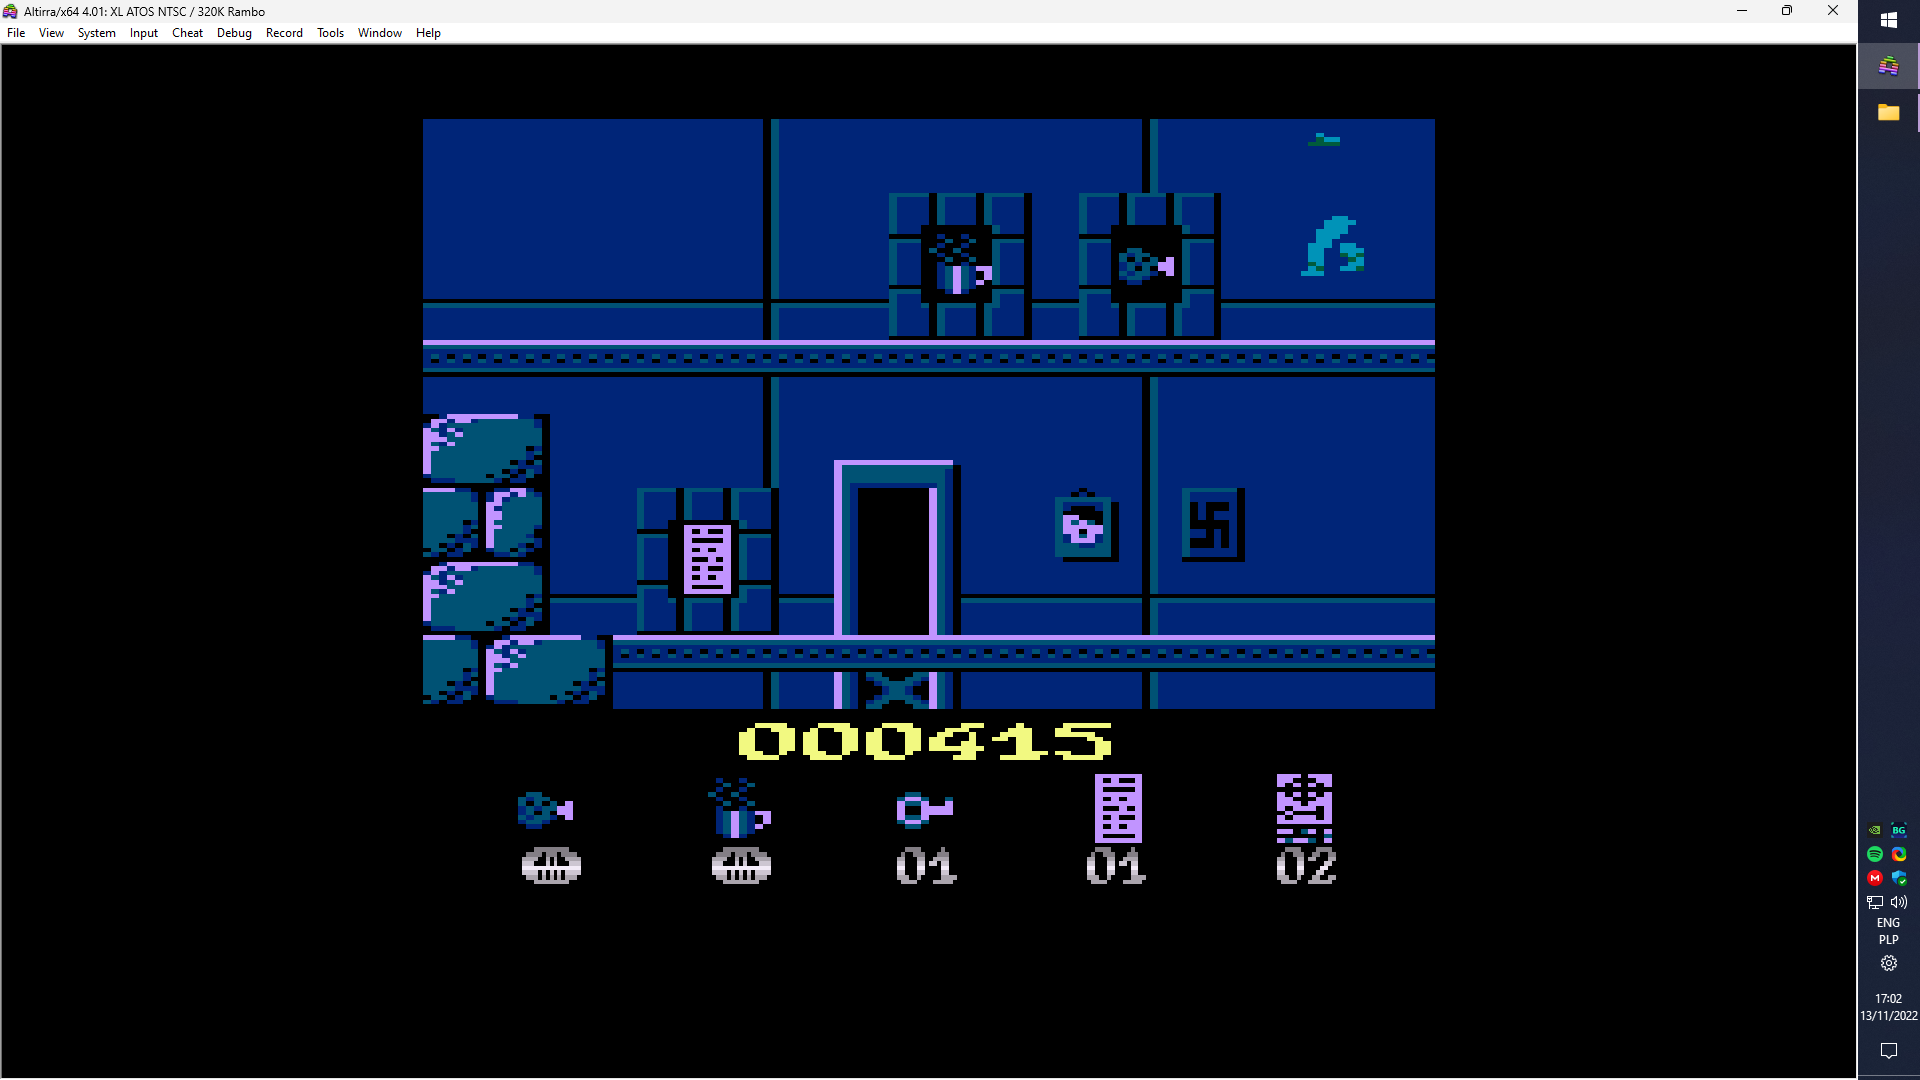 Altirra/x64 4.01: XL ATOS NTSC / 320K Rambo
File View System Input Cheat Debug Record Tools Window Help
000415
01 01 02
BG
M
ENG
PLP
17:02
13/11/2022